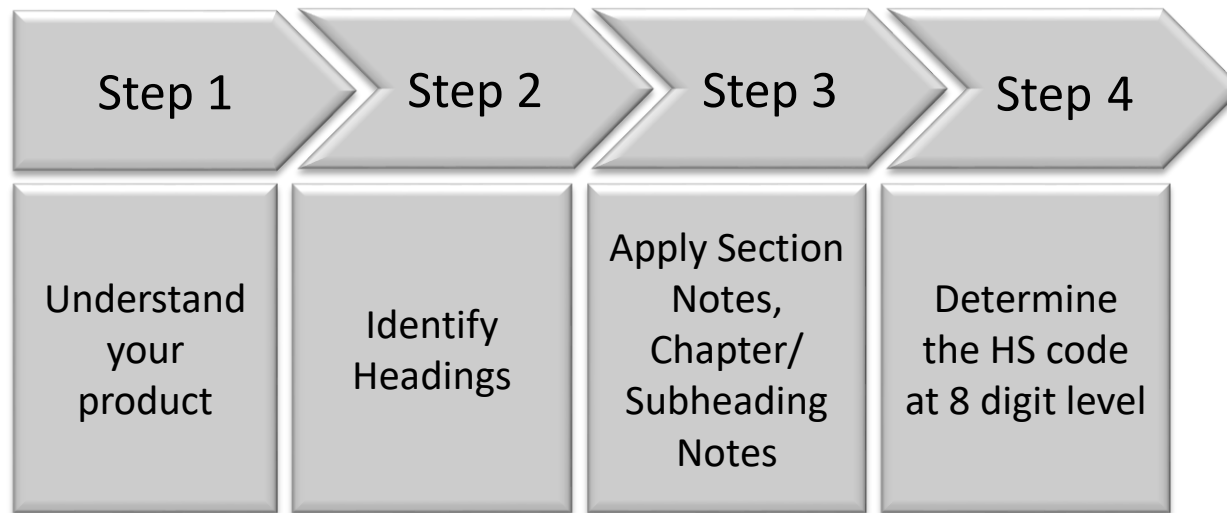 Step 1
Step 2
Step 3
Step 4
Understand
your
product
Identify
Headings
Apply Section
Notes,
Chapter/
Subheading
Notes
Determine
the HS code
at 8 digit level